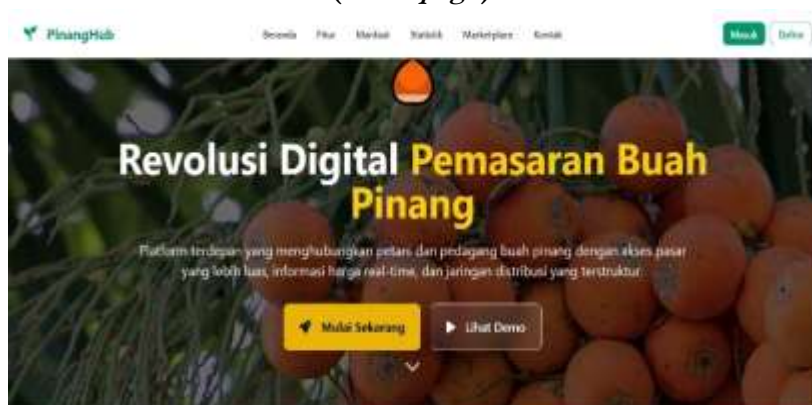 PinangHub
Beranda Fitur Manfaat Statistik Marketplace Kontak
Masuk Daftar
Revolusi Digital Pemasaran Buah
Pinang
Platform terdepan yang menghubungkan petani dan pedagang buah pinang dengan akses pasar
yang lebih luas, informasi harga real-time, dan jaringan distribusi yang terstruktur.
Mulai Sekarang Lihat Demo